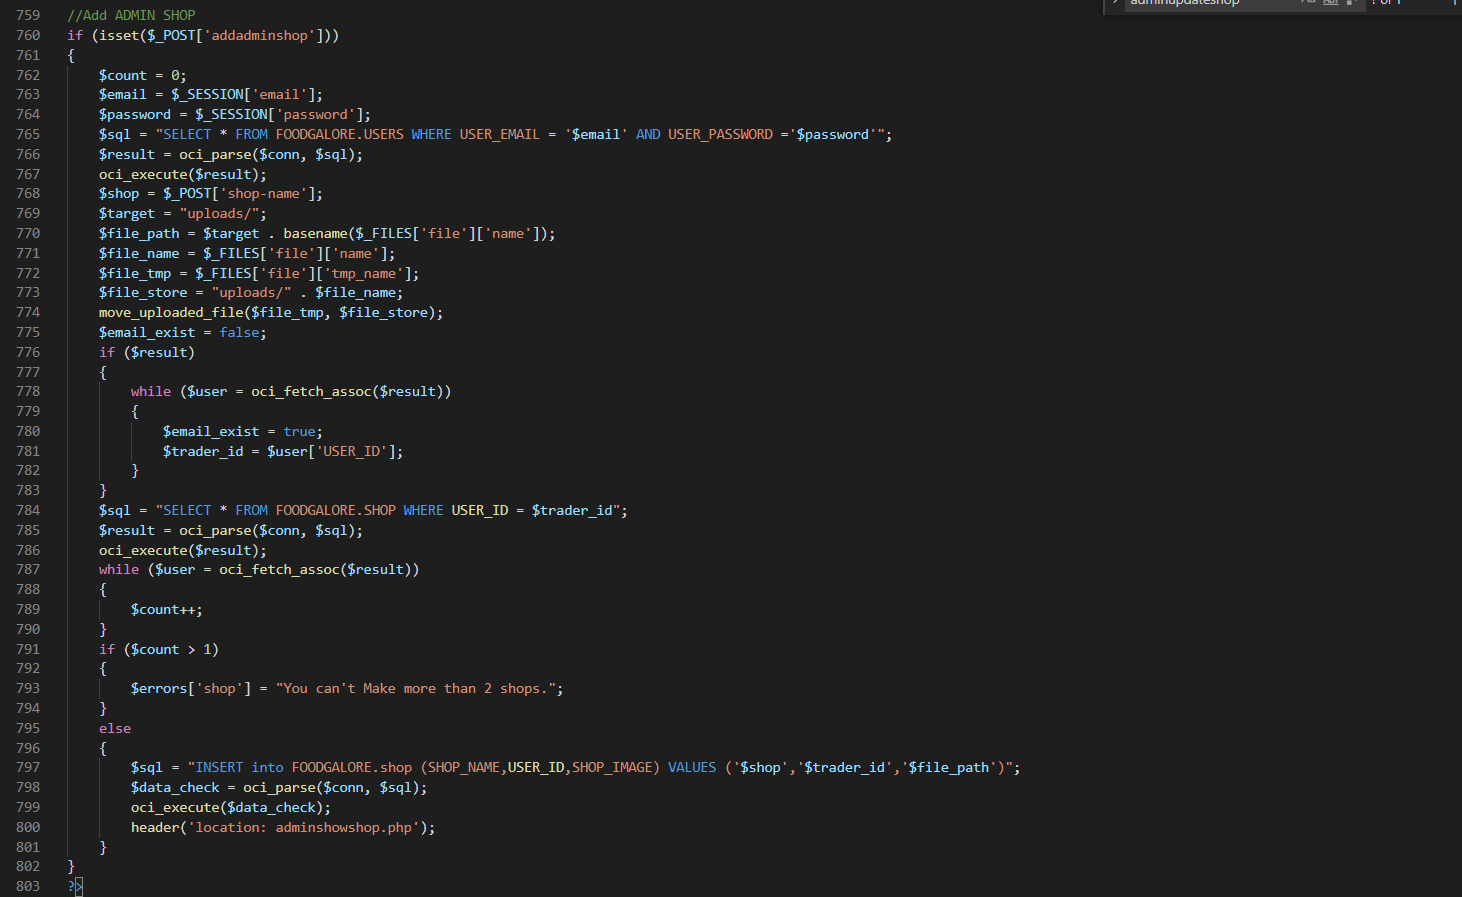 adminupdateshop
? of 1
759 //Add ADMIN SHOP
760 if (isset($_POST['addadminshop']))
761 {
762 $count = 0;
763 $email = $_SESSION['email'];
764 $password = $_SESSION['password'];
765 $sql = "SELECT * FROM FOODGALORE.USERS WHERE USER_EMAIL = '$email' AND USER_PASSWORD ='$password'";
766 $result = oci_parse($conn, $sql);
767 oci_execute($result);
768 $shop = $_POST['shop-name'];
769 $target = "uploads/";
770 $file_path = $target . basename($_FILES['file']['name']);
771 $file_name = $_FILES['file']['name'];
772 $file_tmp = $_FILES['file']['tmp_name'];
773 $file_store = "uploads/" . $file_name;
774 move_uploaded_file($file_tmp, $file_store);
775 $email_exist = false;
776 if ($result)
777 {
778 while ($user = oci_fetch_assoc($result))
779 {
780 $email_exist = true;
781 $trader_id = $user['USER_ID'];
782 }
783 }
784 $sql = "SELECT * FROM FOODGALORE.SHOP WHERE USER_ID = $trader_id";
785 $result = oci_parse($conn, $sql);
786 oci_execute($result);
787 while ($user = oci_fetch_assoc($result))
788 {
789 $count++;
790 }
791 if ($count > 1)
792 {
793 $errors['shop'] = "You can't Make more than 2 shops.";
794 }
795 else
796 {
797 $sql = "INSERT into FOODGALORE.shop (SHOP_NAME,USER_ID,SHOP_IMAGE) VALUES ('$shop','$trader_id','$file_path')";
798 $data_check = oci_parse($conn, $sql);
799 oci_execute($data_check);
800 header('location: adminshowshop.php');
801 }
802 }
803 ?>